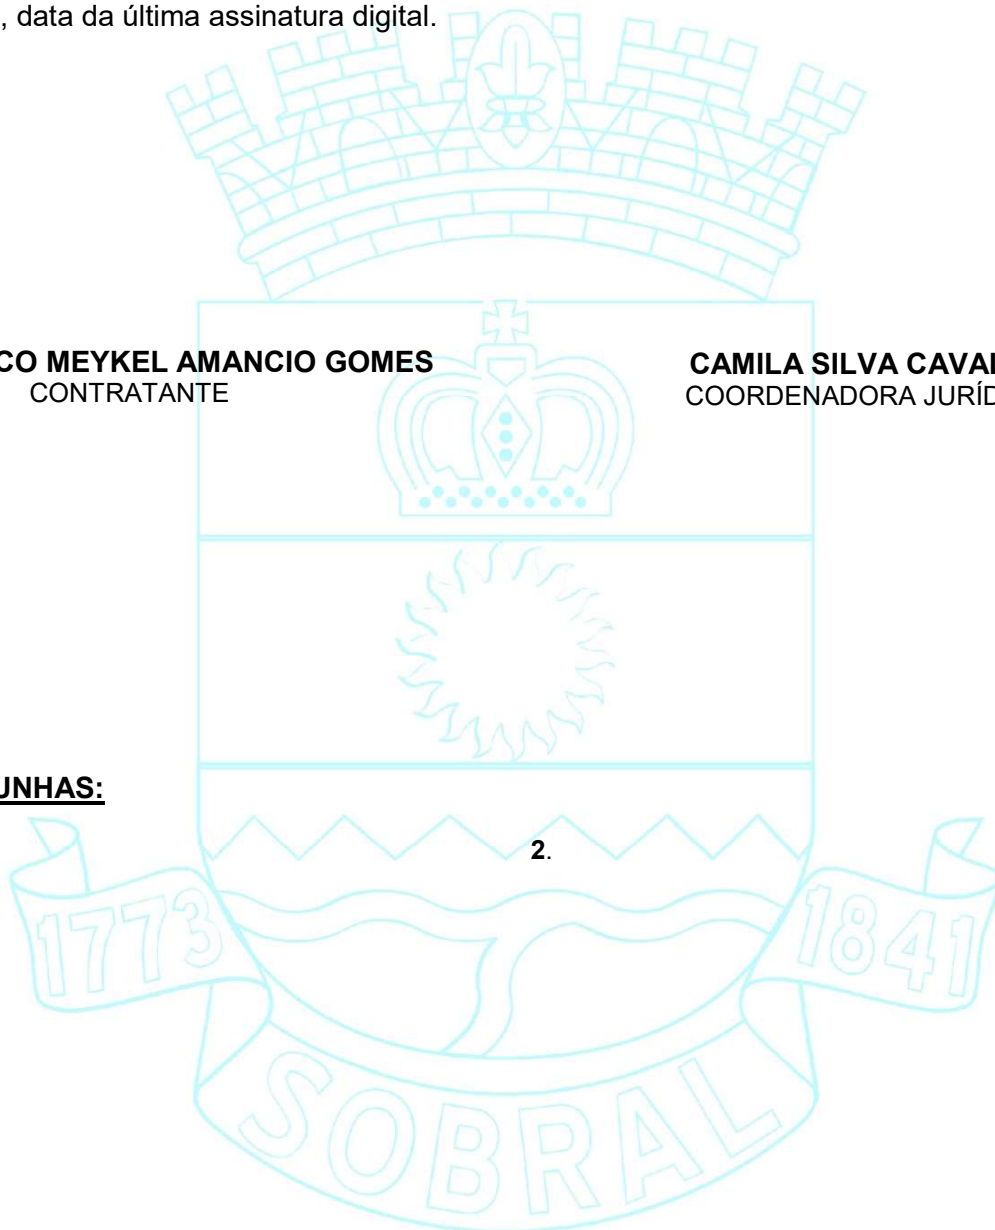 , data da última assinatura digital.
CO MEYKEL AMANCIO GOMES
CONTRATANTE
CAMILA SILVA CAVAL
COORDENADORA JURÍD
UNHAS:
2.
1773
1841
SOBRAL